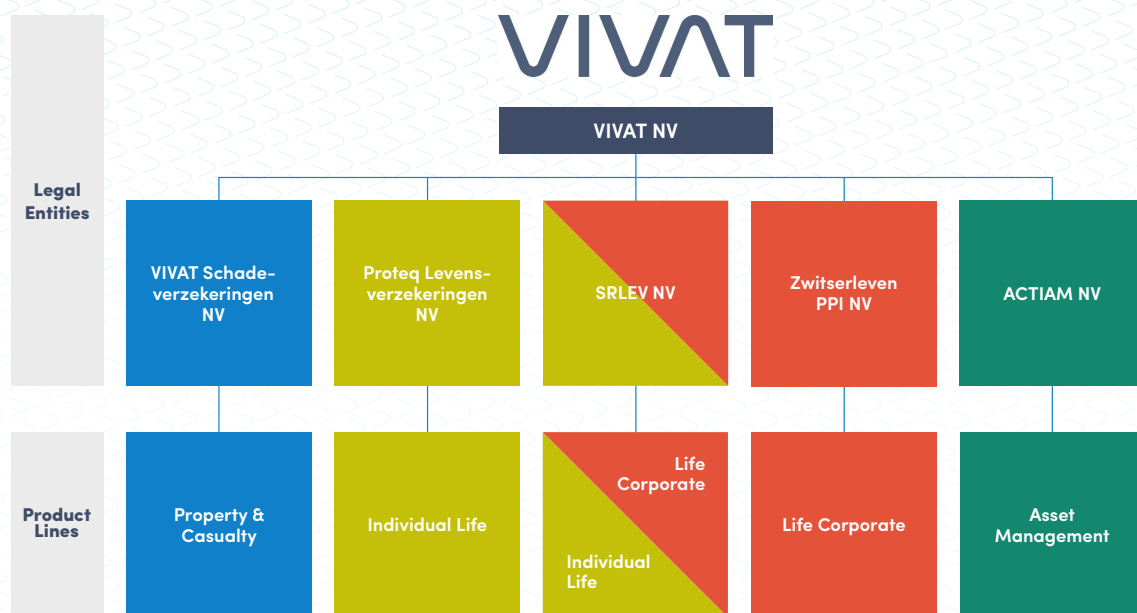 VIVAT
VIVAT NV
Legal
Entities
VIVAT Schade-
verzekeringen
NV
Proteq Levens-
verzekeringen
NV
SRLEV NV
Zwitserleven
PPI NV
ACTIAM NV
Product
Lines
Property &
Casualty
Individual Life
Life
Corporate
Individual
Life
Life Corporate
Asset
Management